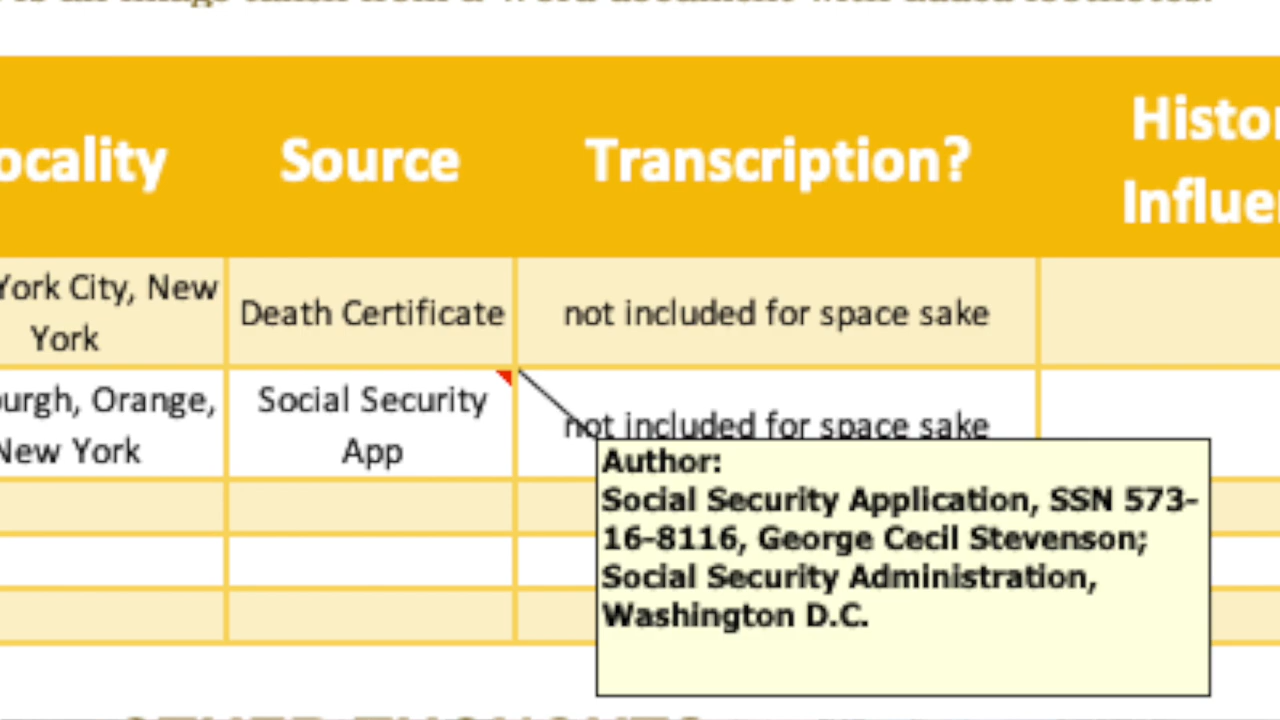 ocality
Source
Transcription?
Histor
Influe
York City, New
York
Death Certificate
not included for space sake
burgh, Orange,
New York
Social Security
App
not included for space sake
Author:
Social Security Application, SSN 573-
16-8116, George Cecil Stevenson;
Social Security Administration,
Washington D.C.